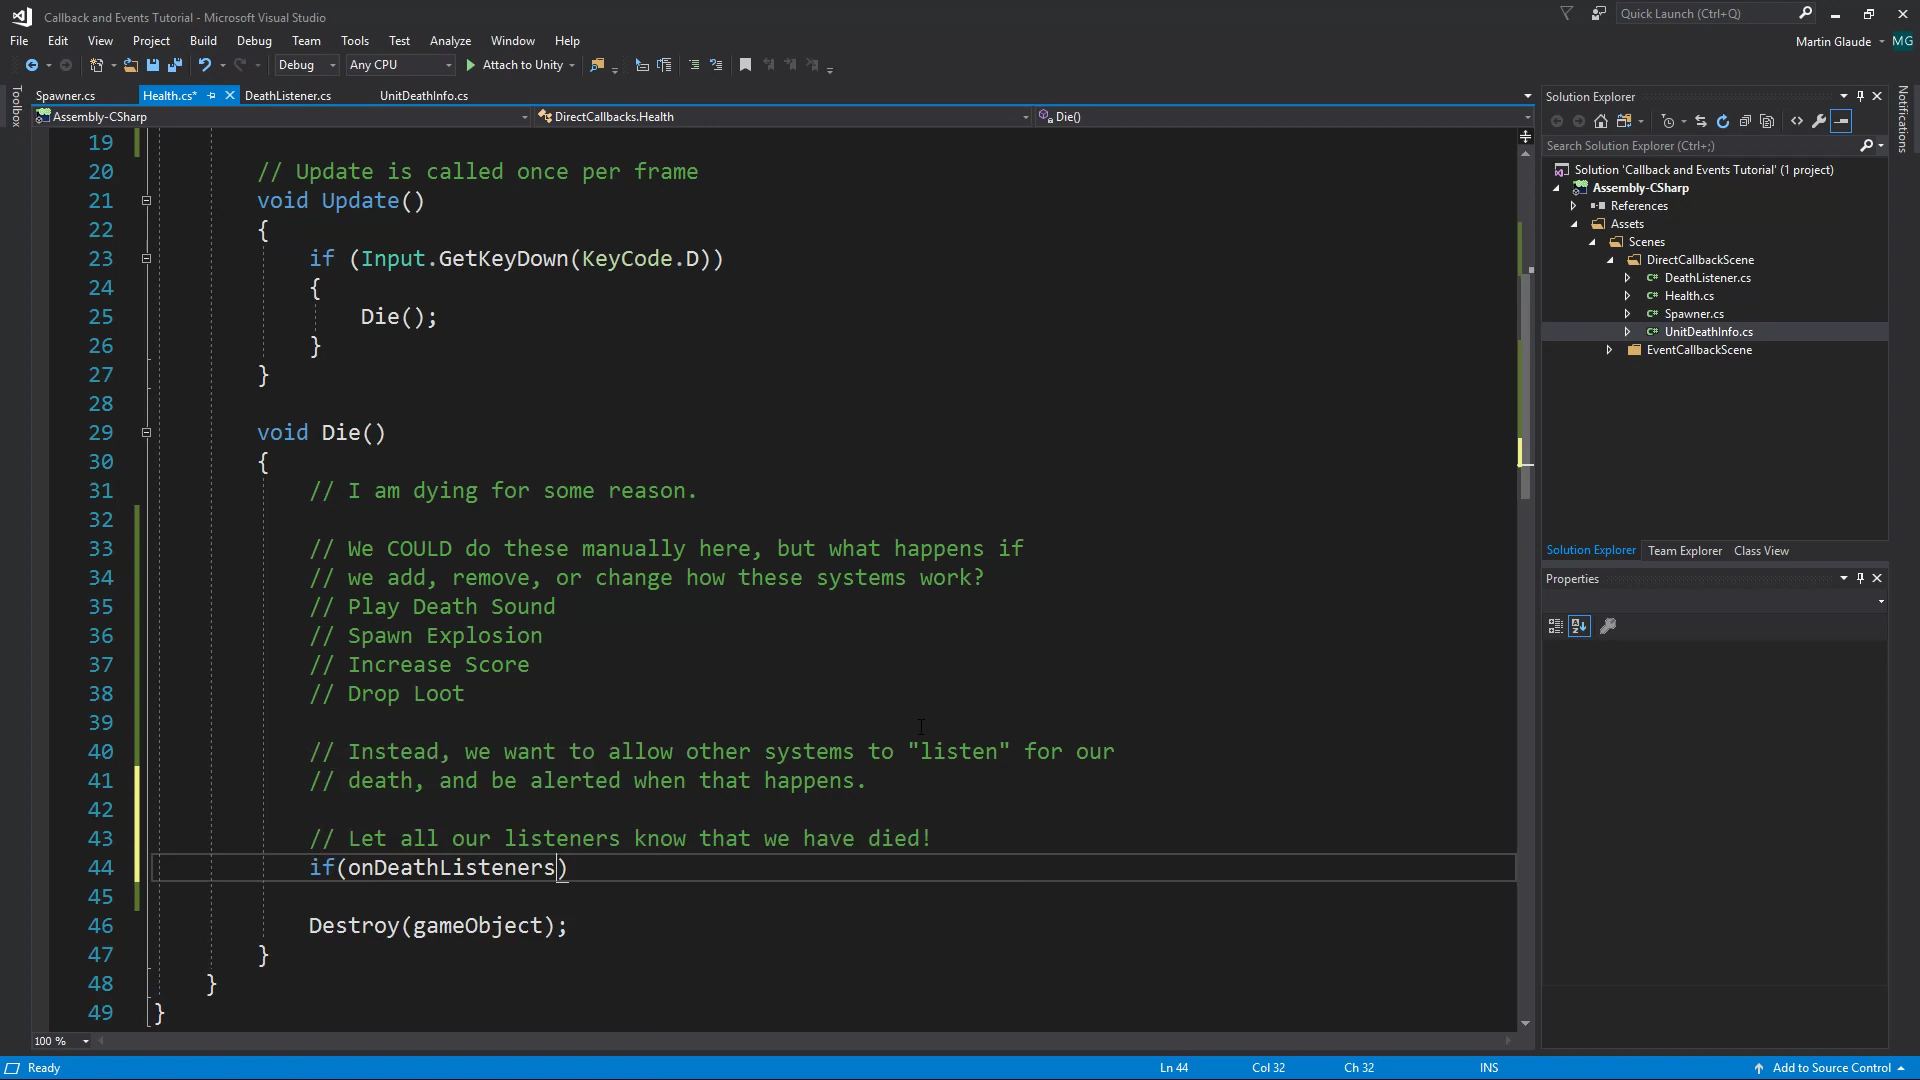 Callback and Events Tutorial - Microsoft Visual Studio
Quick Launch (Ctrl+Q)
File Edit View Project Build Debug Team Tools Test Analyze Window Help
Martin Glaude MG
Debug Any CPU Attach to Unity
Toolbox
Notifications
Spawner.cs Health.cs* DeathListener.cs UnitDeathInfo.cs
Assembly-CSharp DirectCallbacks.Health Die()
19
20 // Update is called once per frame
21 void Update()
22 {
23 if (Input.GetKeyDown(KeyCode.D))
24 {
25 Die();
26 }
27 }
28
29 void Die()
30 {
31 // I am dying for some reason.
32
33 // We COULD do these manually here, but what happens if
34 // we add, remove, or change how these systems work?
35 // Play Death Sound
36 // Spawn Explosion
37 // Increase Score
38 // Drop Loot
39
40 // Instead, we want to allow other systems to "listen" for our
41 // death, and be alerted when that happens.
42
43 // Let all our listeners know that we have died!
44 if(onDeathListeners)
45
46 Destroy(gameObject);
47 }
48 }
49 }
100 %
Solution Explorer
Search Solution Explorer (Ctrl+;)
Solution 'Callback and Events Tutorial' (1 project)
Assembly-CSharp
References
Assets
Scenes
DirectCallbackScene
C# DeathListener.cs
C# Health.cs
C# Spawner.cs
C# UnitDeathInfo.cs
EventCallbackScene
Solution Explorer Team Explorer Class View
Properties
Ready Ln 44 Col 32 Ch 32 INS Add to Source Control